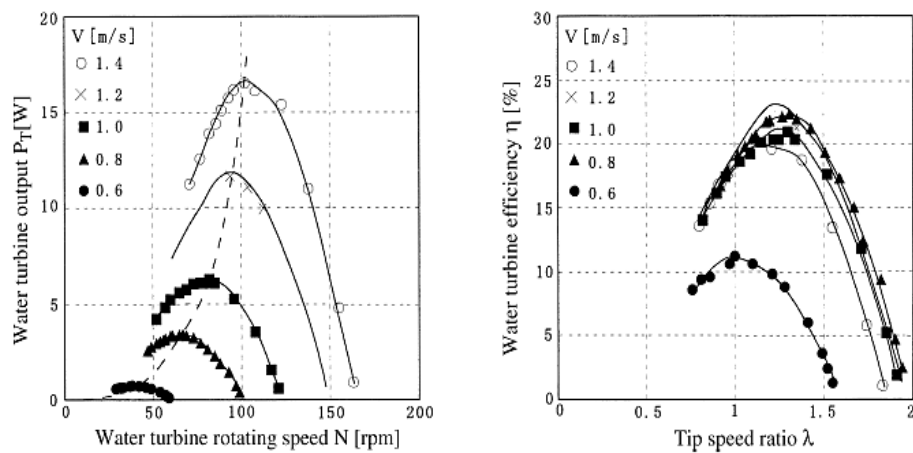 Water turbine output P_T[W]
20
15
10
5
0
V [m/s]
○ 1.4
× 1.2
■ 1.0
▲ 0.8
● 0.6
0 50 100 150 200
Water turbine rotating speed N [rpm]
Water turbine efficiency η [%]
30
25
20
15
10
5
0
V [m/s]
○ 1.4
× 1.2
■ 1.0
▲ 0.8
● 0.6
0 0.5 1 1.5 2
Tip speed ratio λ